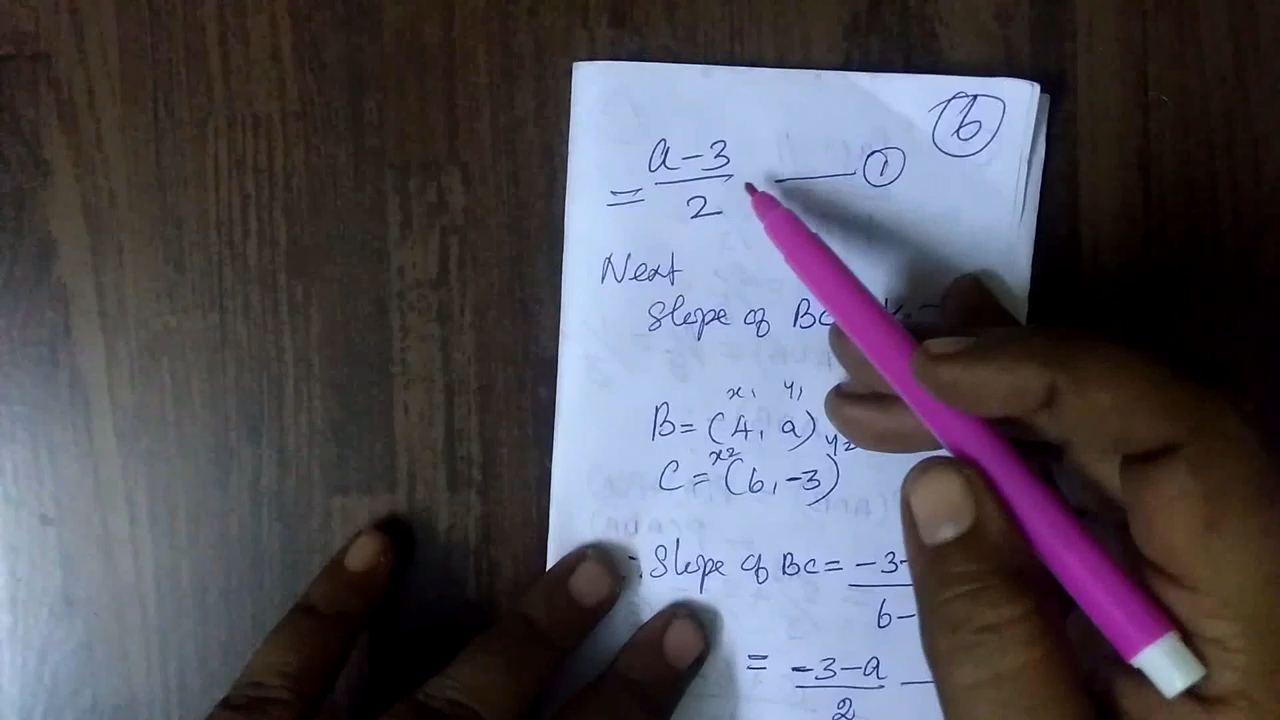 6
= a-3/2 —— 1
Next
Slope of BC
x1 y1
B = (4, a)
x2 y2
C = (6, -3)
∴ Slope of BC = -3-/6-
= -3-a/2 —